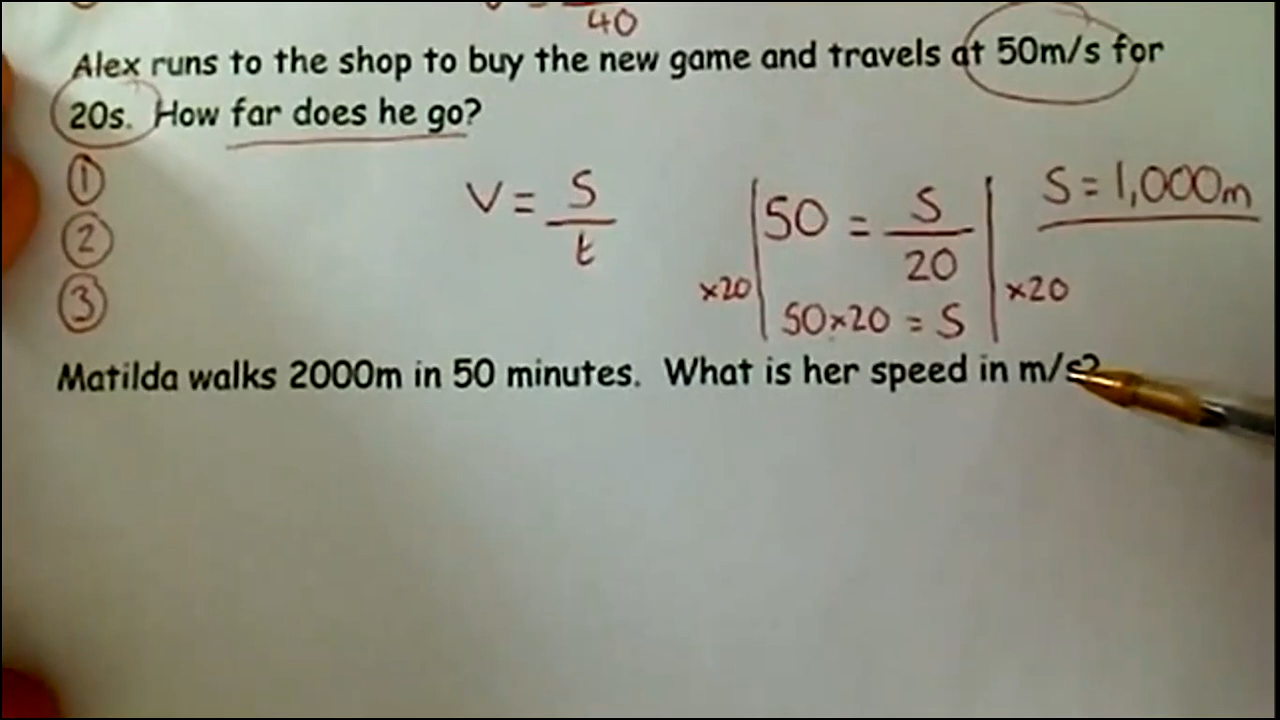 40
Alex runs to the shop to buy the new game and travels at 50m/s for
20s. How far does he go?
①
②
③
V = S/t
50 = S/20
×20 ×20
50×20 = S
S = 1,000m
Matilda walks 2000m in 50 minutes. What is her speed in m/s?